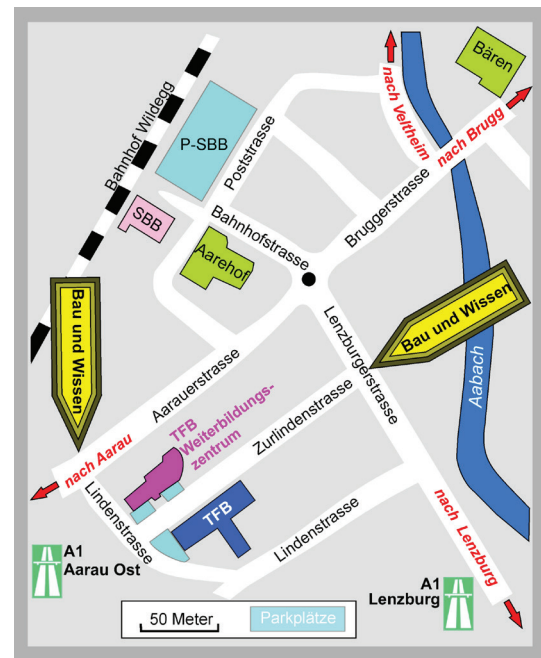 Bären
nach Veltheim
nach Brugg
Bahnhof Wildegg
P-SBB
Poststrasse
Bahnhofstrasse
Bruggerstrasse
SBB
Aarehof
Bau und Wissen
Bau und Wissen
Aabach
Lenzburgerstrasse
Aarauerstrasse
TFB
Weiterbildungs-
zentrum
Zurlindenstrasse
nach Aarau
Lindenstrasse
TFB
Lindenstrasse
nach Lenzburg
A1
Aarau Ost
A1
Lenzburg
50 Meter
Parkplätze